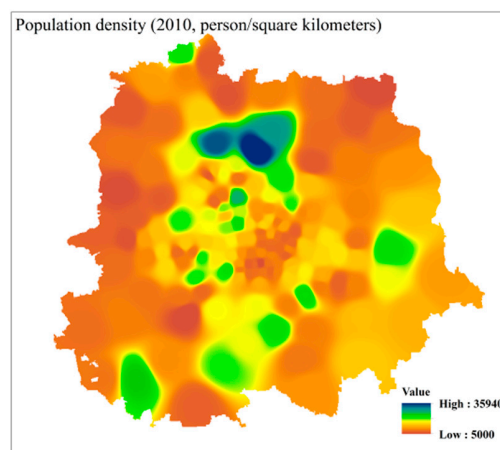 Population density (2010, person/square kilometers)
Value
High : 35940
Low : 5000